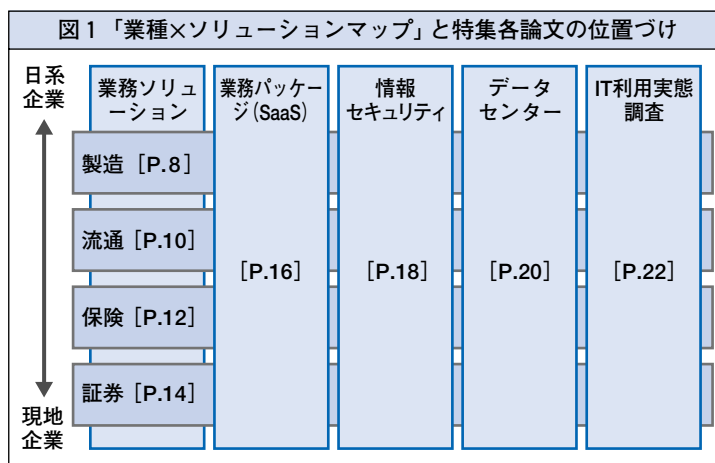 図1 「業種×ソリューションマップ」と特集各論文の位置づけ
日系
企業
業務ソリュ
ーション
業務パッケー
ジ(SaaS)
情報
セキュリティ
データ
センター
IT利用実態
調査
製造［P.8］
流通［P.10］
保険［P.12］
証券［P.14］
［P.16］
［P.18］
［P.20］
［P.22］
現地
企業